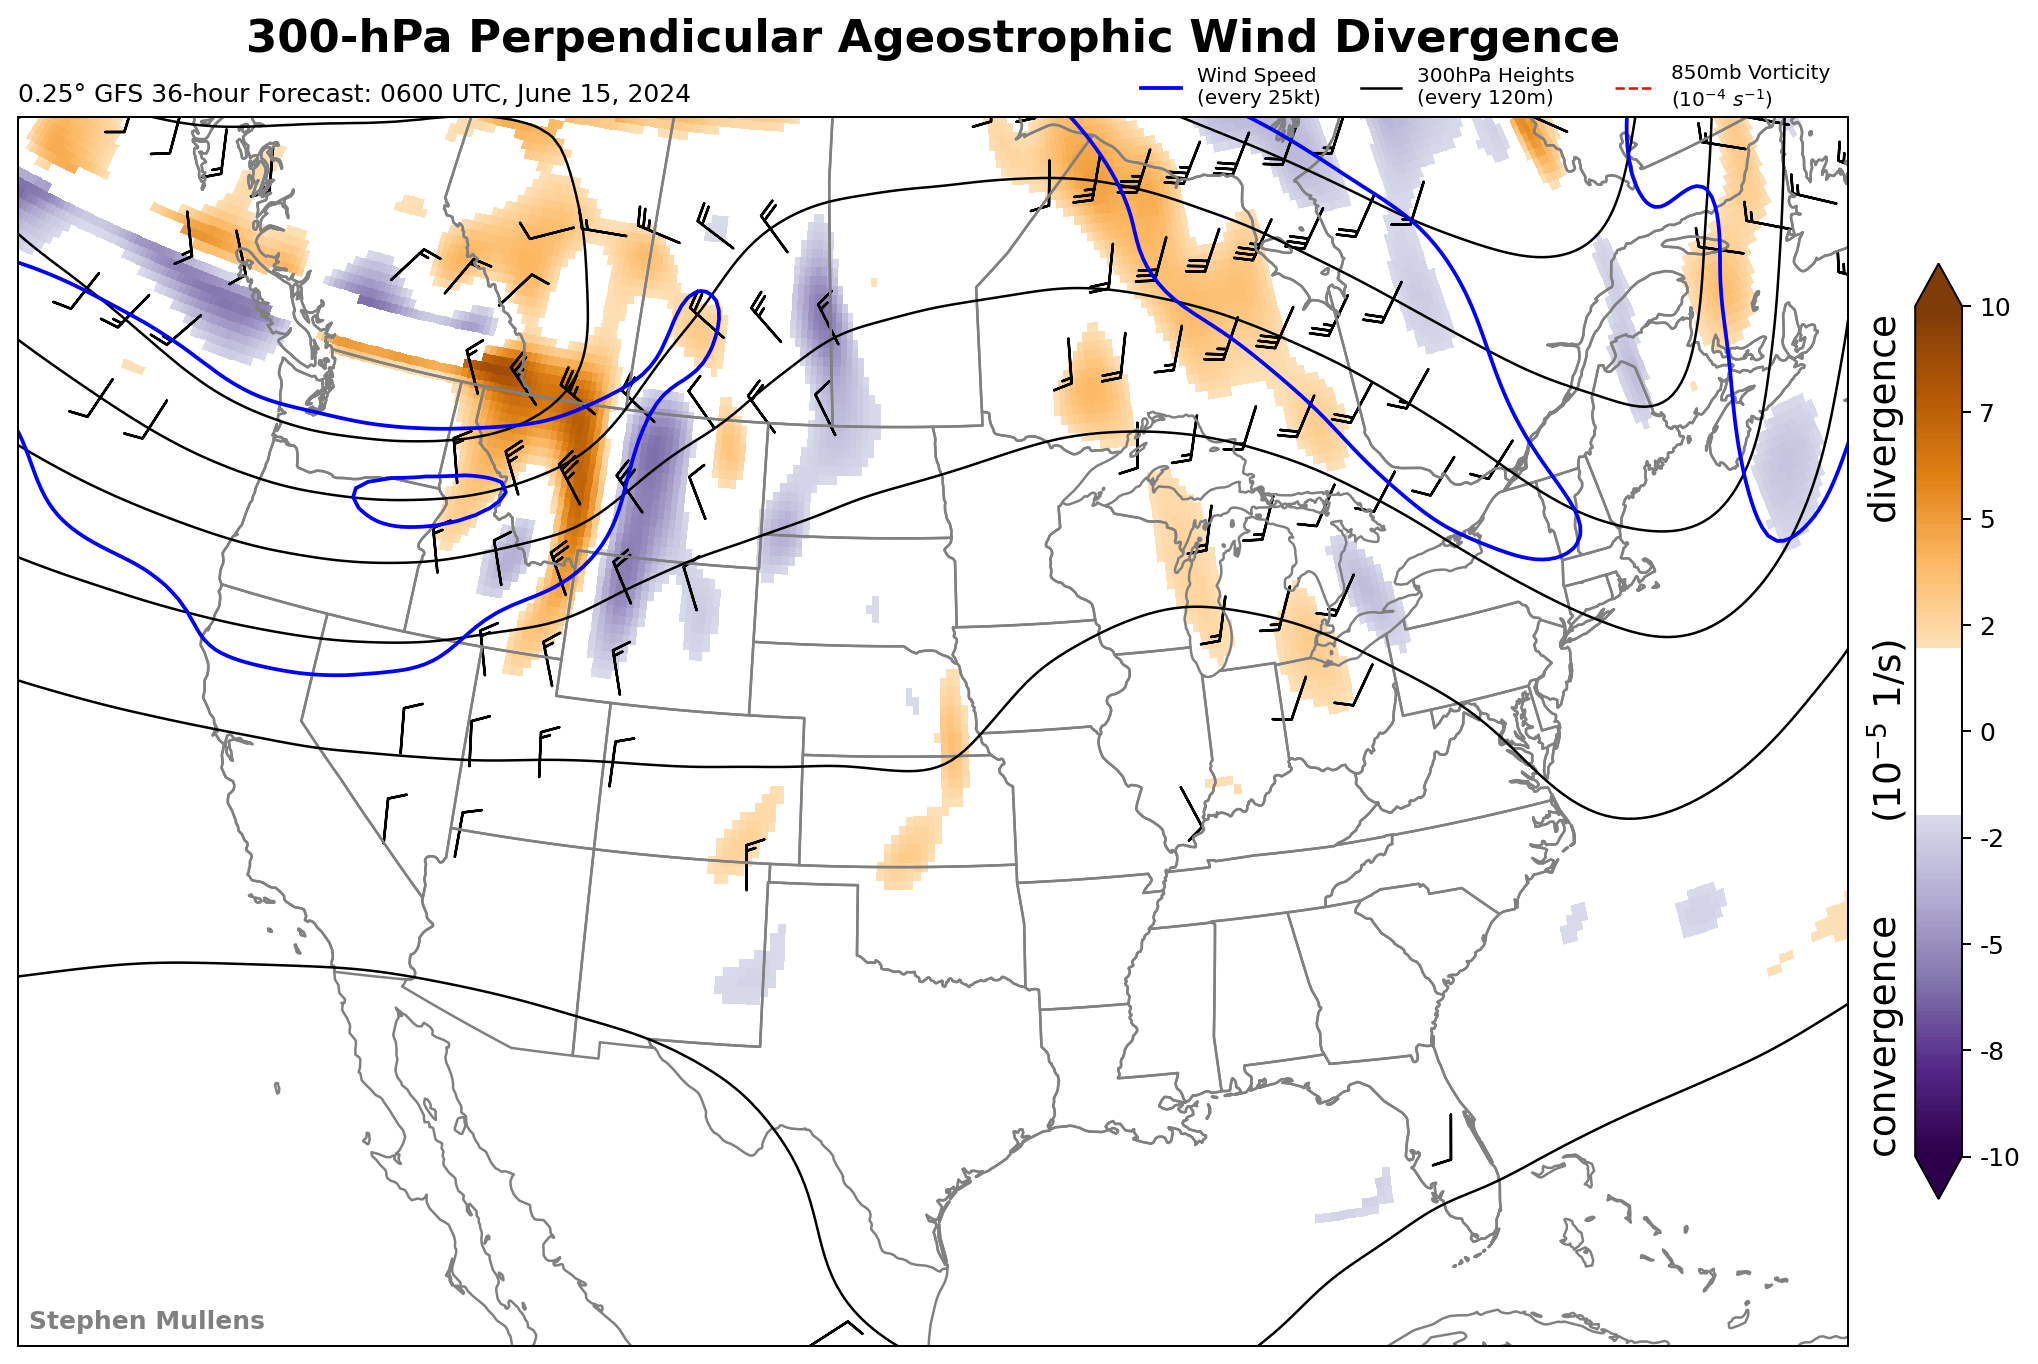 300-hPa Perpendicular Ageostrophic Wind Divergence
0.25° GFS 36-hour Forecast: 0600 UTC, June 15, 2024
Wind Speed
(every 25kt)
300hPa Heights
(every 120m)
850mb Vorticity
(10⁻⁴ s⁻¹)
10
7
5
2
0
-2
-5
-8
-10
convergence (10⁻⁵ 1/s) divergence
Stephen Mullens